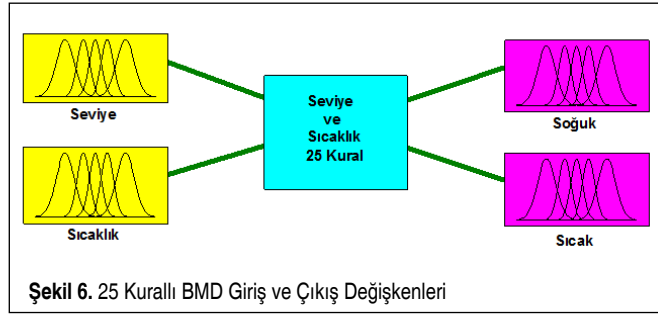 Seviye
Sıcaklık
Seviye
ve
Sıcaklık
25 Kural
Soğuk
Sıcak
Şekil 6. 25 Kurallı BMD Giriş ve Çıkış Değişkenleri